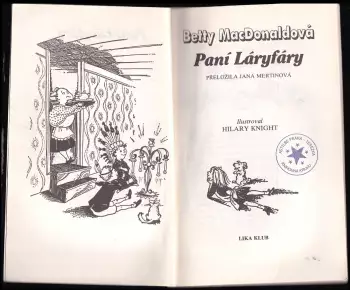 Betty MacDonaldová
Paní Láryfáry
PŘELOŽILA JANA MERTINOVÁ
Ilustroval
HILARY KNIGHT
LIKA KLUB